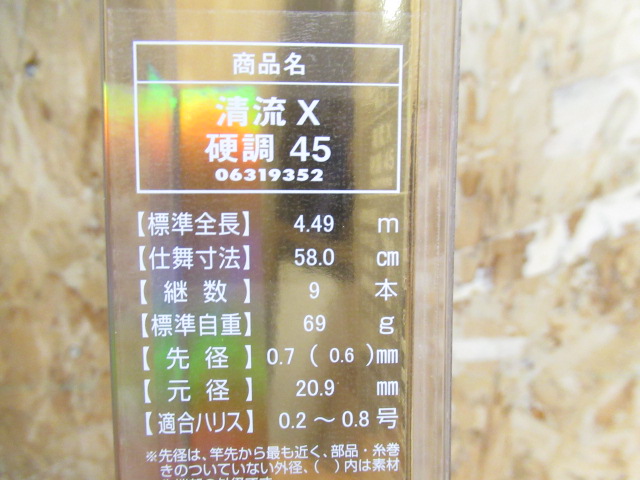 商品名
清流 X
硬調 45
06319352
【標準全長】 4.49 m
【仕舞寸法】 58.0 cm
【継数】 9 本
【標準自重】 69 g
【先径】 0.7 ( 0.6 )mm
【元径】 20.9 mm
【適合ハリス】 0.2～0.8号
※先径は、竿先から最も近く、部品・糸巻
きのついていない外径、( )内は素材